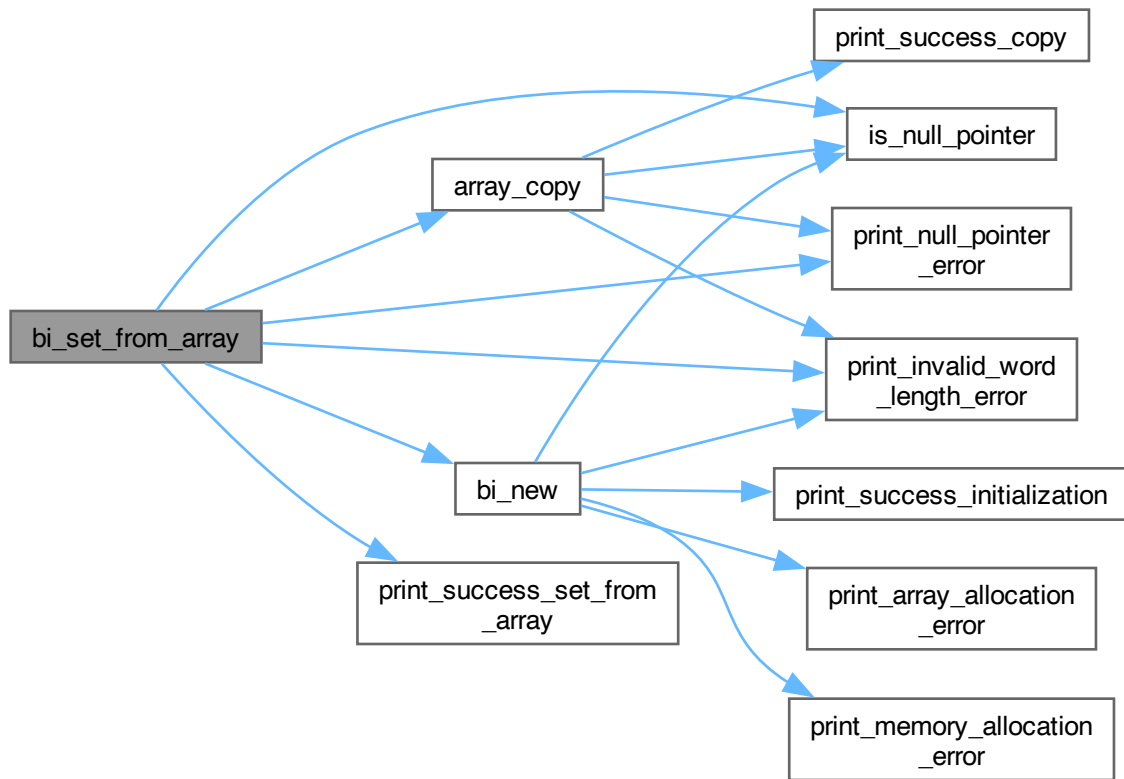 print_success_copy
is_null_pointer
array_copy
print_null_pointer
_error
bi_set_from_array
print_invalid_word
_length_error
bi_new
print_success_initialization
print_success_set_from
_array
print_array_allocation
_error
print_memory_allocation
_error